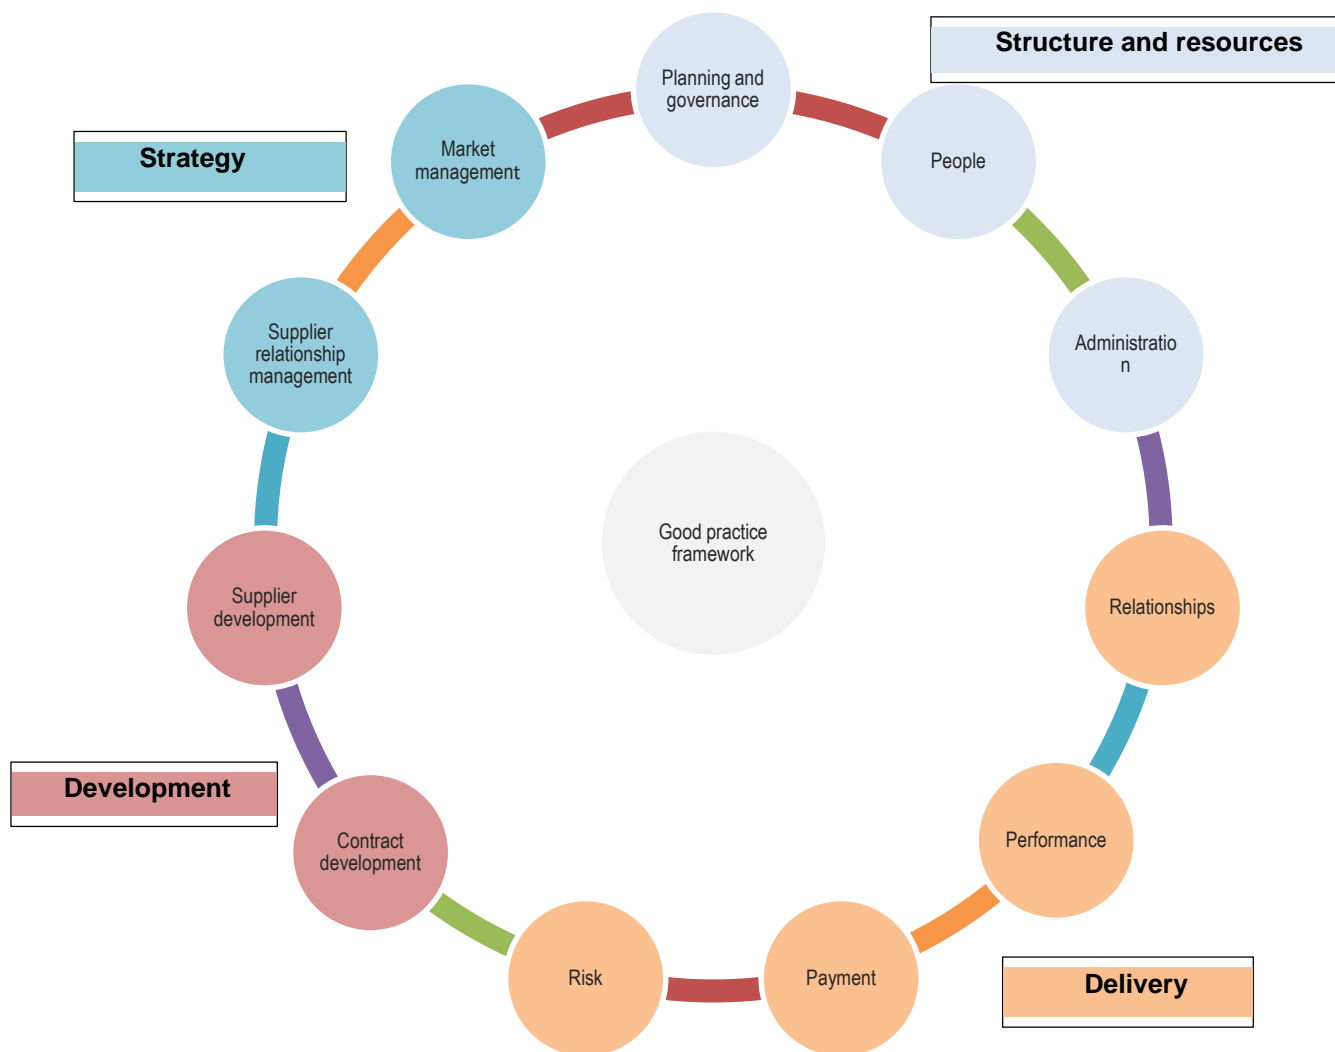 Structure and resources
Planning and
governance
Strategy
Market
management
People
Supplier
relationship
management
Administratio
n
Good practice
framework
Supplier
development
Relationships
Development
Contract
development
Performance
Risk
Payment
Delivery